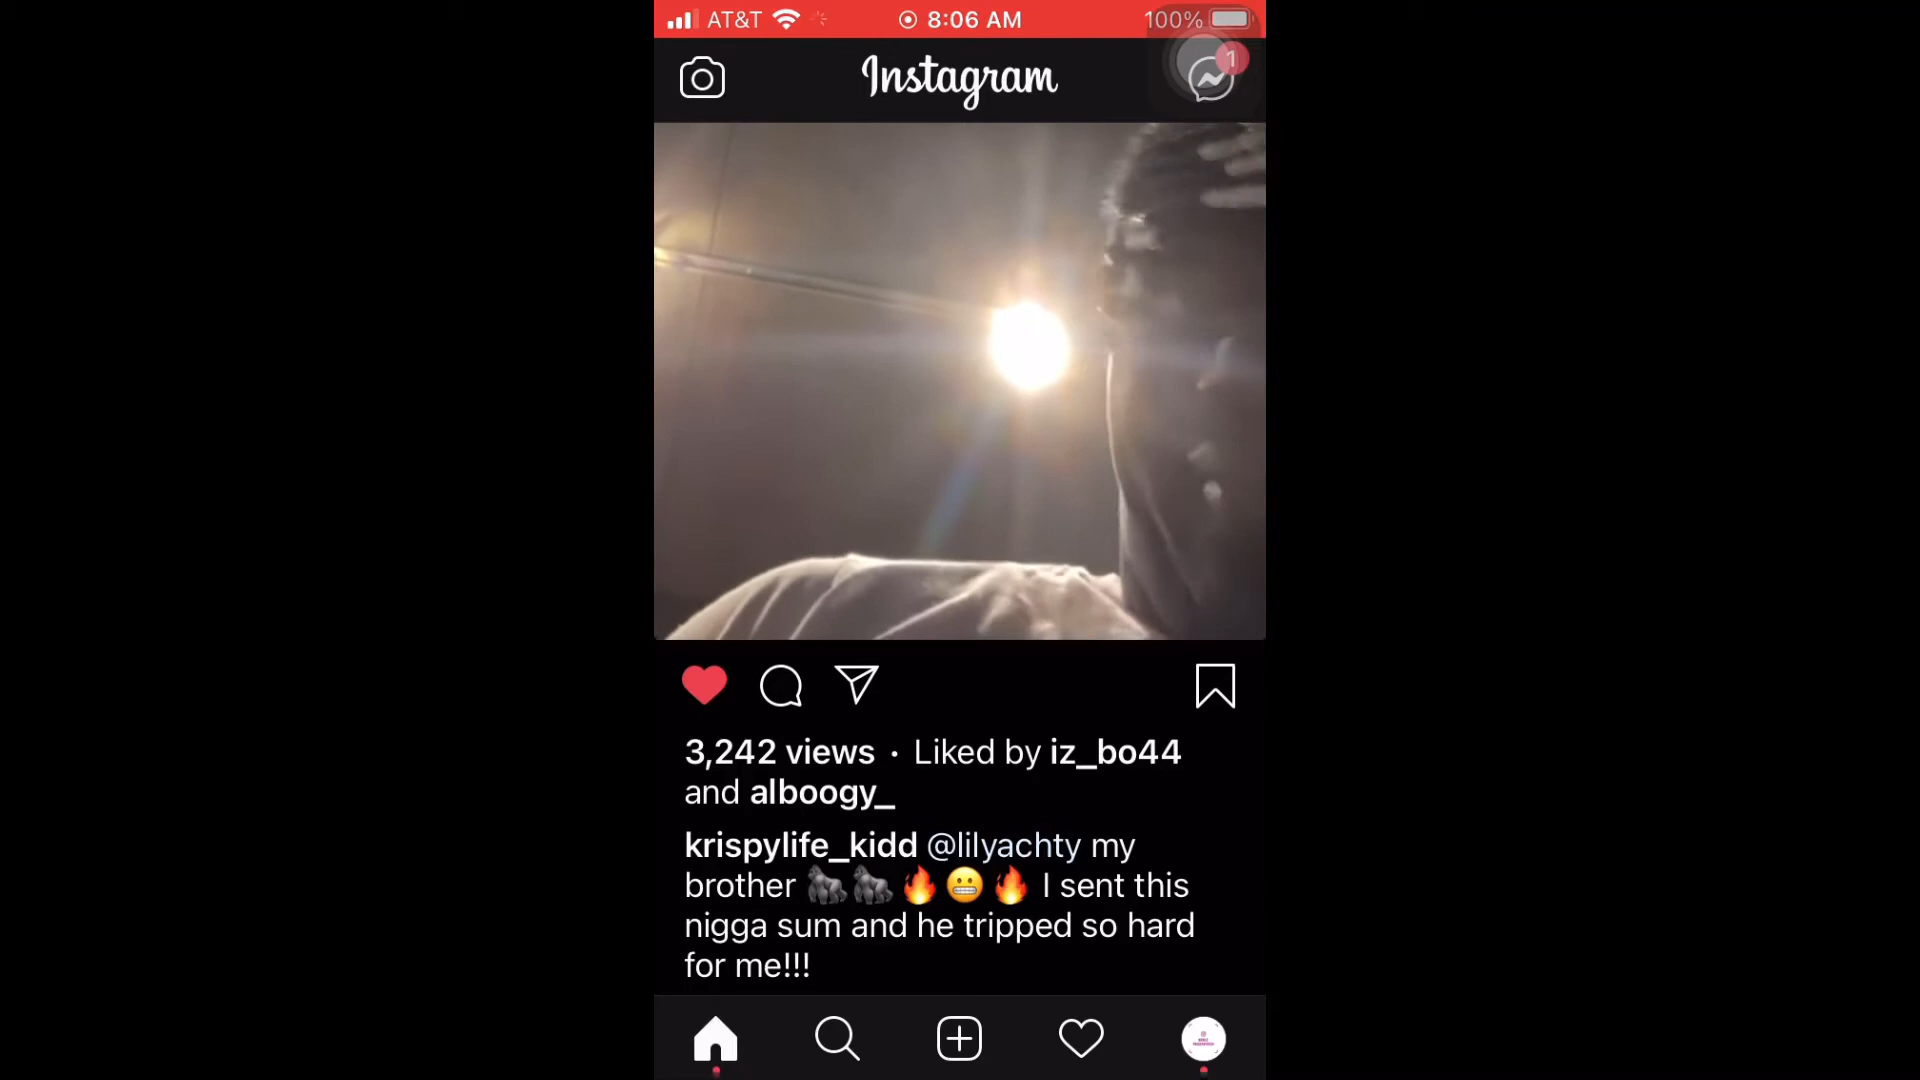 AT&T 8:06 AM 100%
Instagram 1
3,242 views · Liked by iz_bo44
and alboogy_
krispylife_kidd @lilyachty my
brother 🦍🦍🔥😬🔥 I sent this
nigga sum and he tripped so hard
for me!!!